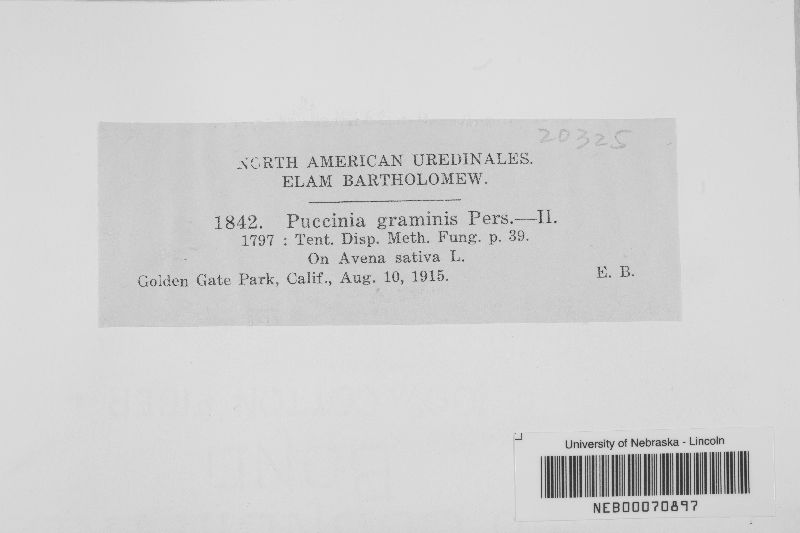 20325
NORTH AMERICAN UREDINALES.
ELAM BARTHOLOMEW.
1842. Puccinia graminis Pers.—II.
1797 : Tent. Disp. Meth. Fung. p. 39.
On Avena sativa L.
Golden Gate Park, Calif., Aug. 10, 1915. E. B.
University of Nebraska - Lincoln
NEB00070897